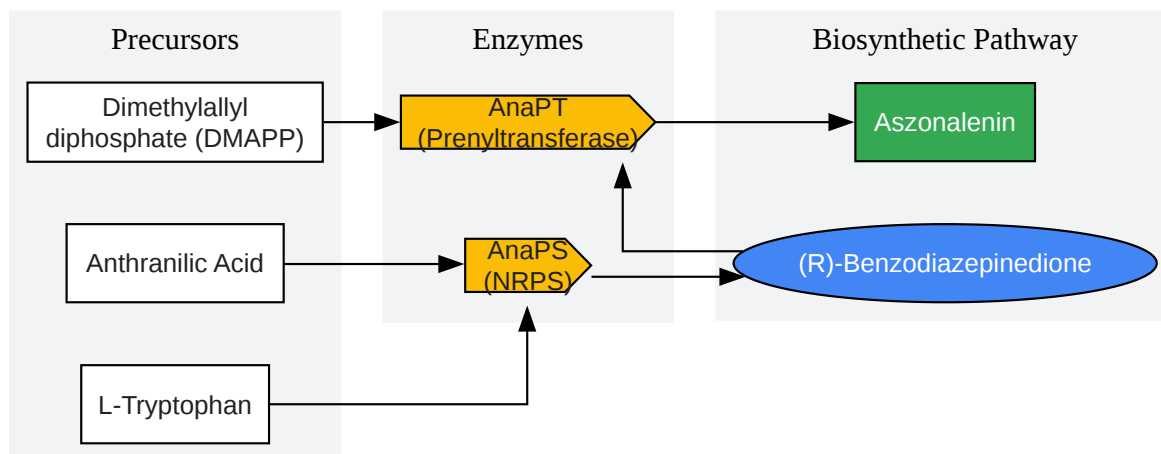 Precursors
Enzymes
Biosynthetic Pathway
Dimethylallyl
diphosphate (DMAPP)
AnaPT
(Prenyltransferase)
Aszonalenin
Anthranilic Acid
AnaPS
(NRPS)
(R)-Benzodiazepinedione
L-Tryptophan